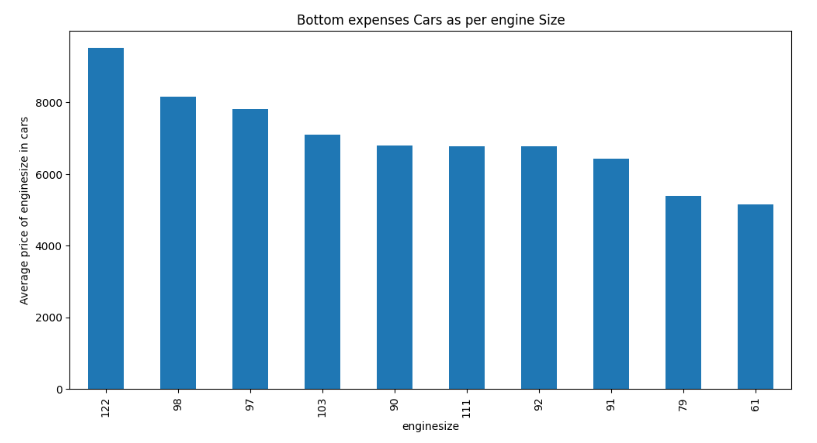 Bottom expenses Cars as per engine Size
Average price of enginesize in cars
8000
6000
4000
2000
0
122 98 97 103 90 111 92 91 79 61
enginesize